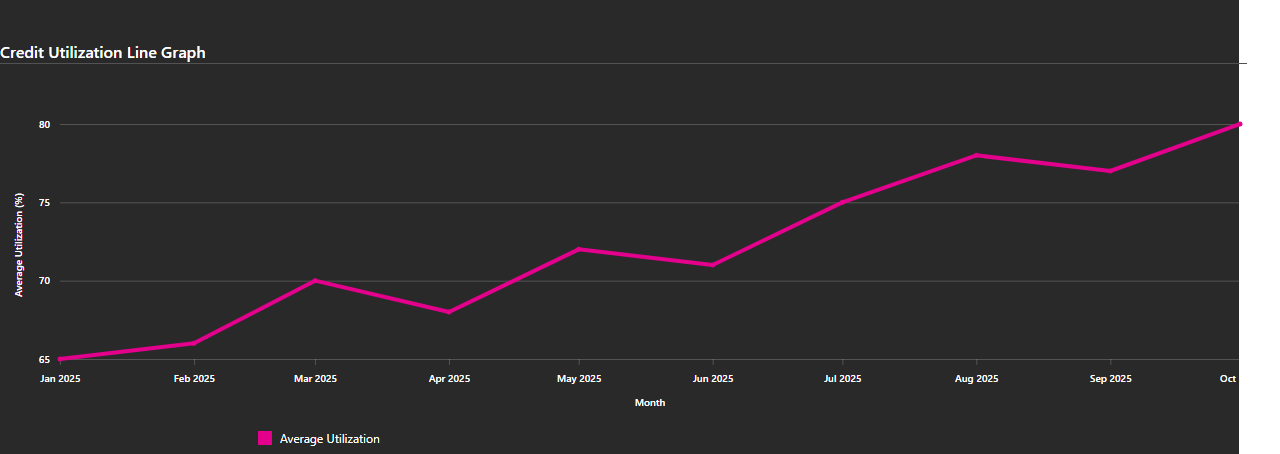 Credit Utilization Line Graph
80
75
70
65
Average Utilization (%)
Jan 2025 Feb 2025 Mar 2025 Apr 2025 May 2025 Jun 2025 Jul 2025 Aug 2025 Sep 2025 Oct
Month
Average Utilization